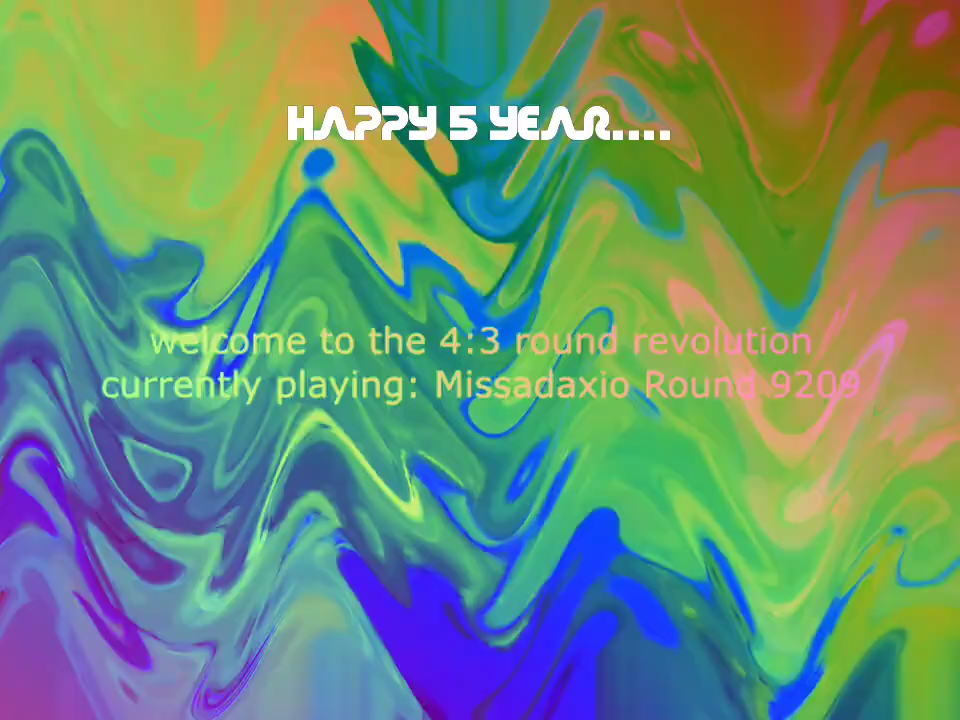 HAPPY 5 YEAR....
welcome to the 4:3 round revolution
currently playing: Missadaxio Round 9209